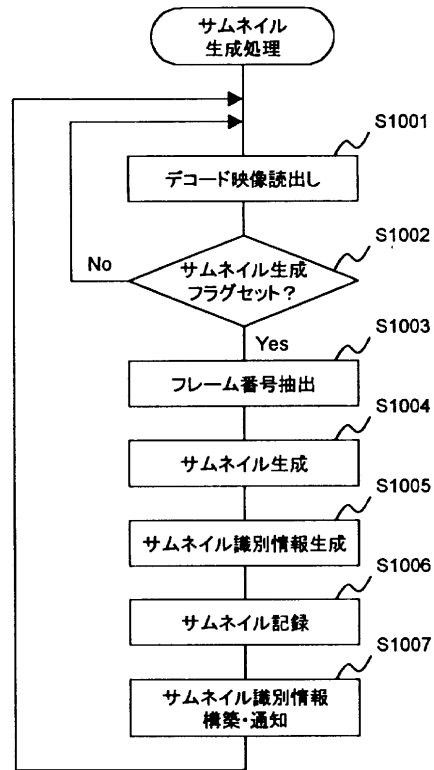 サムネイル
生成処理
S1001
デコード映像読出し
S1002
No
サムネイル生成
フラグセット?
Yes
S1003
フレーム番号抽出
S1004
サムネイル生成
S1005
サムネイル識別情報生成
S1006
サムネイル記録
S1007
サムネイル識別情報
構築・通知